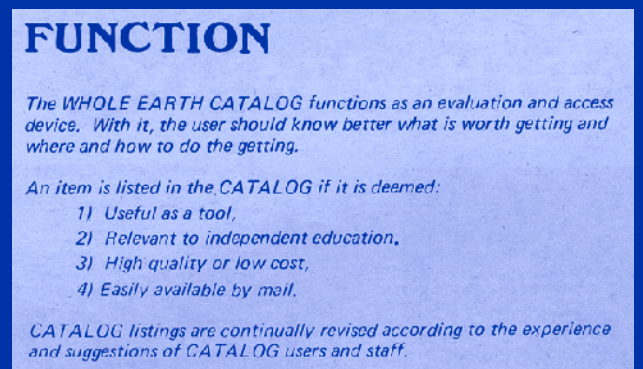 FUNCTION
The WHOLE EARTH CATALOG functions as an evaluation and access
device. With it, the user should know better what is worth getting and
where and how to do the getting.
An item is listed in the CATALOG if it is deemed:
1) Useful as a tool,
2) Relevant to independent education,
3) High quality or low cost,
4) Easily available by mail.
CATALOG listings are continually revised according to the experience
and suggestions of CATALOG users and staff.